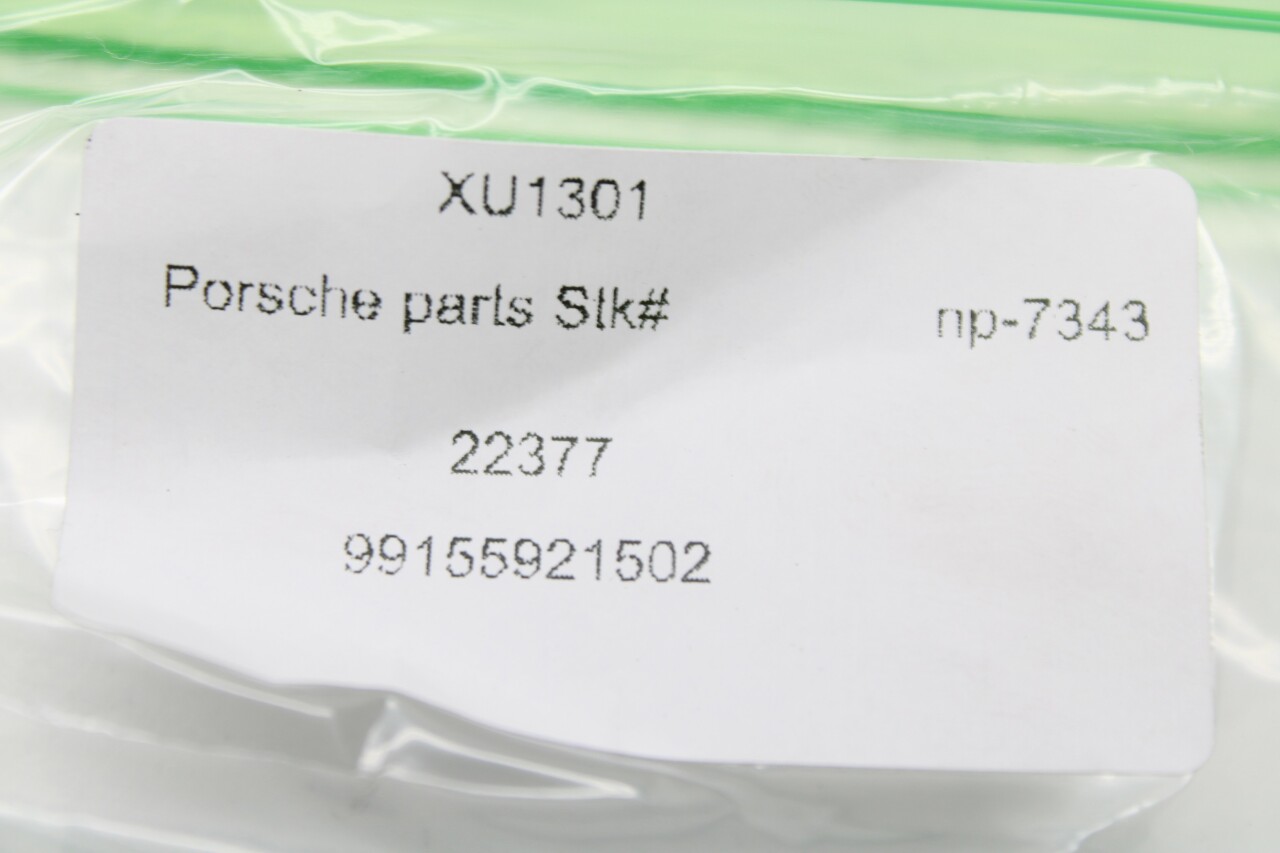 XU1301
Porsche parts Stk# np-7343
22377
99155921502